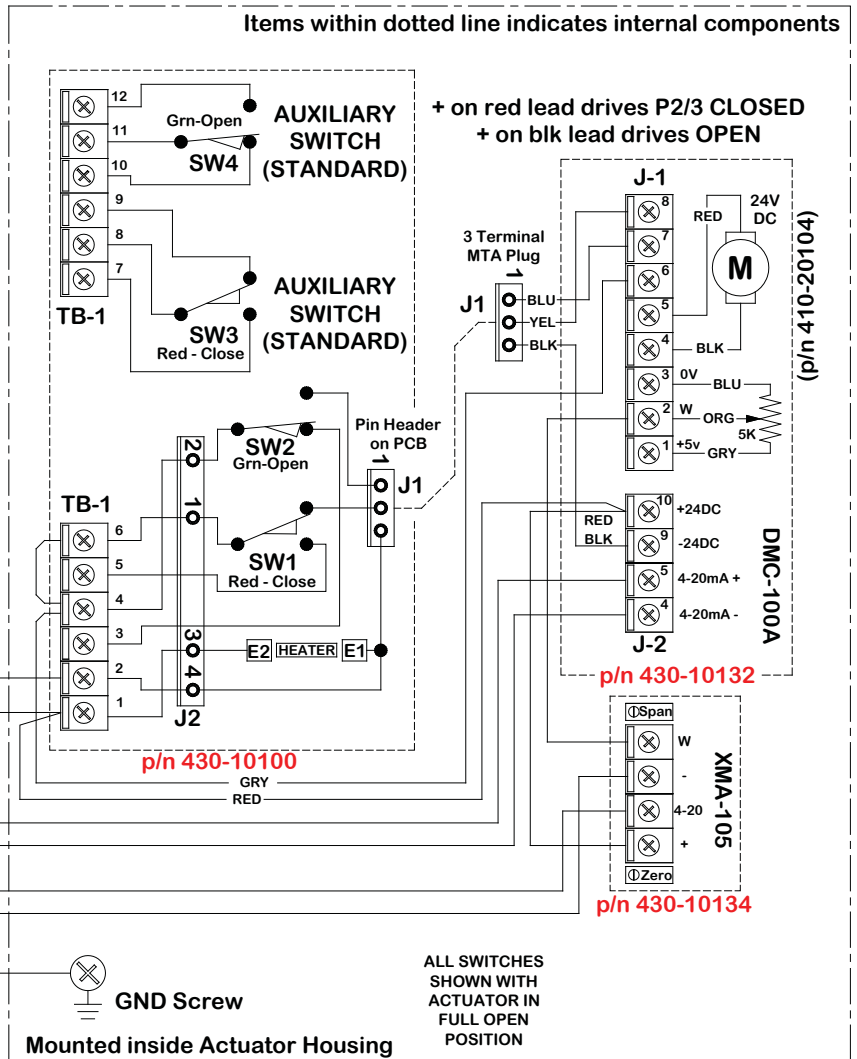 Items within dotted line indicates internal components
12
11
10
9
8
7
TB-1
Grn-Open
SW4
AUXILIARY
SWITCH
(STANDARD)
SW3
Red - Close
AUXILIARY
SWITCH
(STANDARD)
+ on red lead drives P2/3 CLOSED
+ on blk lead drives OPEN
3 Terminal
MTA Plug
1
J1
BLU
YEL
BLK
J-1
8
7
6
5
4
3
2
1
0V
W
+5v
RED
24V
DC
M
BLK
BLU
ORG
5K
GRY
(p/n 410-20104)
SW2
Grn-Open
Pin Header
on PCB
1
J1
2
1
3
4
J2
SW1
Red - Close
E2
HEATER
E1
TB-1
6
5
4
3
2
1
p/n 430-10100
GRY
RED
RED
BLK
10
+24DC
9
-24DC
5
4-20mA +
4
4-20mA -
J-2
DMC-100A
p/n 430-10132
Span
W
-
4-20
+
Zero
XMA-105
p/n 430-10134
GND Screw
Mounted inside Actuator Housing
ALL SWITCHES
SHOWN WITH
ACTUATOR IN
FULL OPEN
POSITION